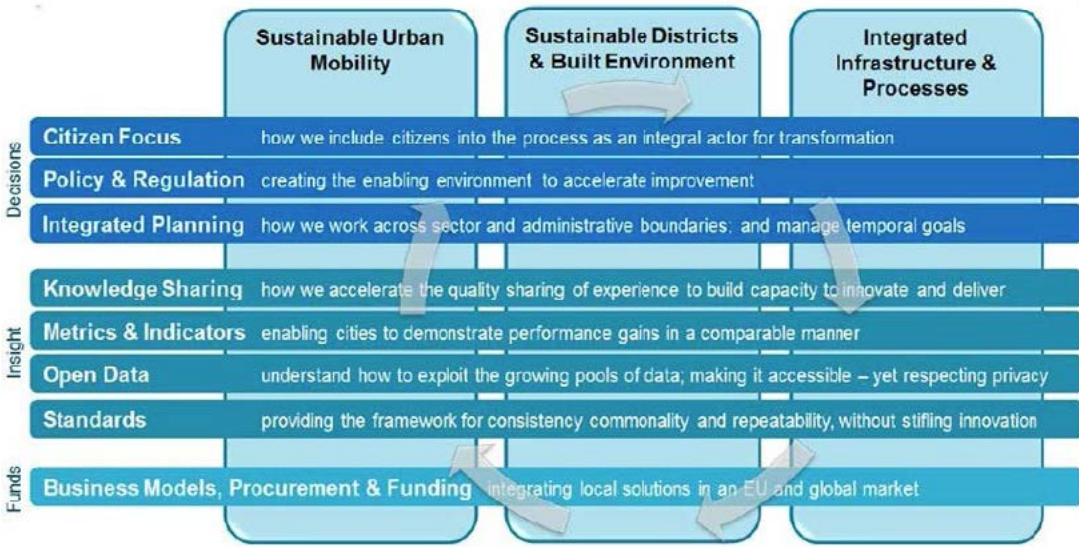 Sustainable Urban
Mobility
Sustainable Districts
& Built Environment
Integrated
Infrastructure &
Processes
Decisions
Citizen Focus how we include citizens into the process as an integral actor for transformation
Policy & Regulation creating the enabling environment to accelerate improvement
Integrated Planning how we work across sector and administrative boundaries; and manage temporal goals
Insight
Knowledge Sharing how we accelerate the quality sharing of experience to build capacity to innovate and deliver
Metrics & Indicators enabling cities to demonstrate performance gains in a comparable manner
Open Data understand how to exploit the growing pools of data; making it accessible – yet respecting privacy
Standards providing the framework for consistency commonality and repeatability, without stifling innovation
Funds
Business Models, Procurement & Funding integrating local solutions in an EU and global market